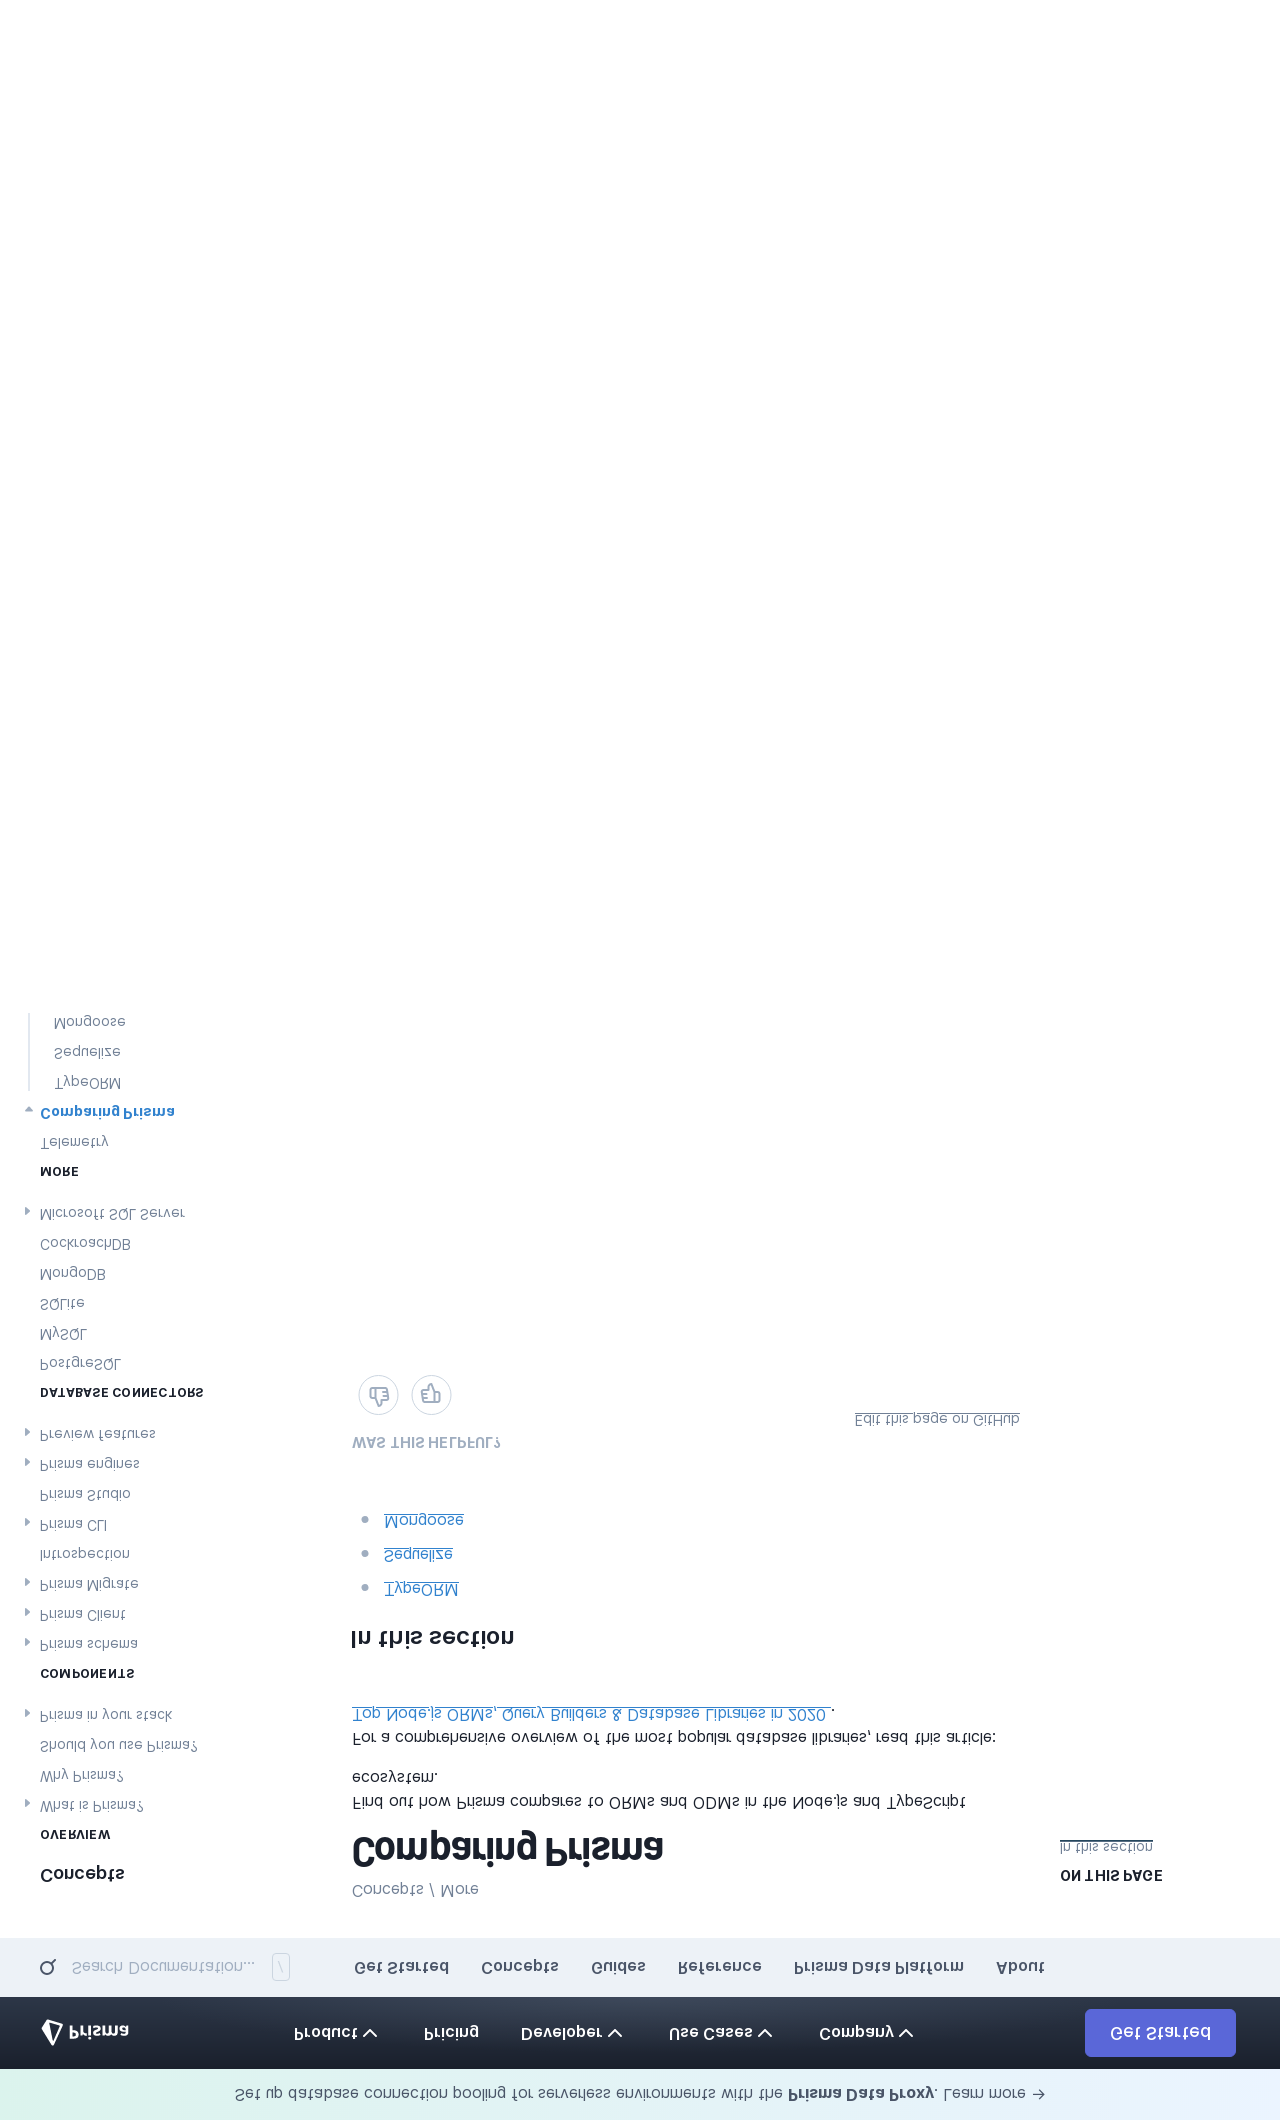 Set up database connection pooling for serverless environments with the Prisma Data Proxy. Learn more →
Prisma
Product
Pricing
Developer
Use Cases
Company
Get Started
Search Documentation...
/
Get Started
Concepts
Guides
Reference
Prisma Data Platform
About
Concepts
OVERVIEW
What is Prisma?
Why Prisma?
Should you use Prisma?
Prisma in your stack
COMPONENTS
Prisma schema
Prisma Client
Prisma Migrate
Introspection
Prisma CLI
Prisma Studio
Prisma engines
Preview features
DATABASE CONNECTORS
PostgreSQL
MySQL
SQLite
MongoDB
CockroachDB
Microsoft SQL Server
MORE
Telemetry
Comparing Prisma
TypeORM
Sequelize
Mongoose
Concepts / More
Comparing Prisma
Find out how Prisma compares to ORMs and ODMs in the Node.js and TypeScript
ecosystem.
For a comprehensive overview of the most popular database libraries, read this article:
Top Node.js ORMs, Query Builders & Database Libraries in 2020 .
In this section
TypeORM
Sequelize
Mongoose
WAS THIS HELPFUL?
Edit this page on GitHub
ON THIS PAGE
In this section